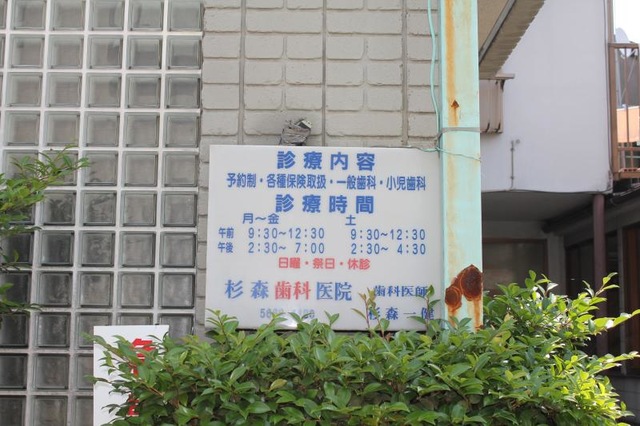 診療内容
予約制・各種保険取扱・一般歯科・小児歯科
診療時間
月～金 土
午前 9:30～12:30 9:30～12:30
午後 2:30～7:00 2:30～4:30
日曜・祭日・休診
杉森歯科医院 歯科医師
杉森一健